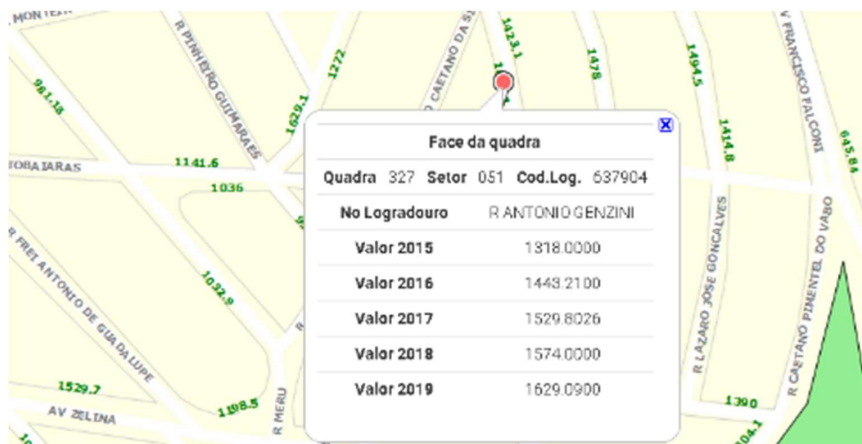 R PINHEIRO GUIMARAES
1272
O CAETANO DA S
1423.1
1478
1494.5
AV FRANCISCO FALCONI
981.18
1629.1
645.84
1414.8
TOBAIARAS
1141.6
1036
R FREI ANTONIO DE GUADALUPE
1032.9
1529.7
AV ZELINA
1198.5
R MERU
R LAZARO JOSE GONCALVES
R CAETANO PIMENTEL DO VABO
1390
Face da quadra
Quadra 327 Setor 051 Cod.Log. 637904
No Logradouro R ANTONIO GENZINI
Valor 2015 1318.0000
Valor 2016 1443.2100
Valor 2017 1529.8026
Valor 2018 1574.0000
Valor 2019 1629.0900